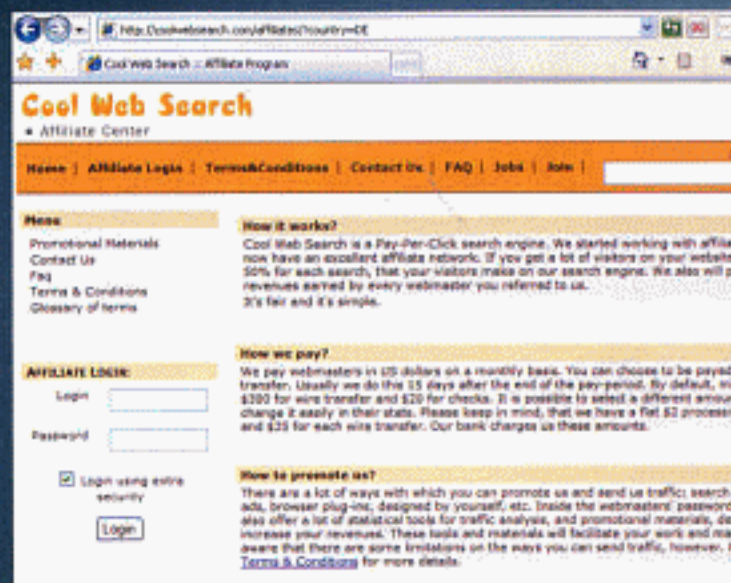 http://coolwebsearch.com/affiliates/?country=DE
Cool Web Search :: Affiliate Program
Cool Web Search
Affiliate Center
Home | Affiliate Login | Terms&Conditions | Contact Us | FAQ | Jobs | Join |
Menu
Promotional Materials
Contact Us
Faq
Terms & Conditions
Glossary of terms
AFFILIATE LOGIN:
Login
Password
Login using extra
security
Login
How it works?
Cool Web Search is a Pay-Per-Click search engine. We started working with affilia
now have an excellent affiliate network. If you get a lot of visitors on your website
50% for each search, that your visitors make on our search engine. We also will p
revenues earned by every webmaster you referred to us.
It's fair and it's simple.
How we pay?
We pay webmasters in US dollars on a monthly basis. You can choose to be payed
transfer. Usually we do this 15 days after the end of the pay-period. By default, mi
for wire transfer and $20 for checks. It is possible to select a different amour
change it easily in their stats. Please keep in mind, that we have a flat $2 process
and $35 for each wire transfer. Our bank charges us these amounts.
How to promote us?
There are a lot of ways with which you can promote us and send us traffic: search
ads, browser plug-ins, designed by yourself, etc. Inside the webmasters' password
also offer a lot of statistical tools for traffic analysis, and promotional materials, de
increase your revenues. These tools and materials will facilitate your work and ma
aware that there are some limitations on the ways you can send traffic, however.
Terms & Conditions for more details.